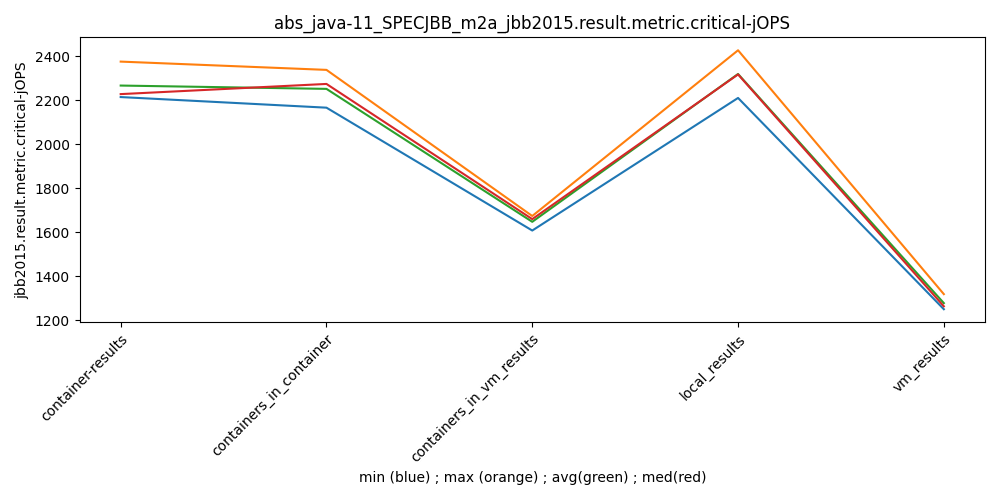 abs_java-11_SPECJBB_m2a_jbb2015.result.metric.critical-jOPS
jbb2015.result.metric.critical-jOPS
2400
2200
2000
1800
1600
1400
1200
container-results
containers_in_container
containers_in_vm_results
local_results
vm_results
min (blue) ; max (orange) ; avg(green) ; med(red)